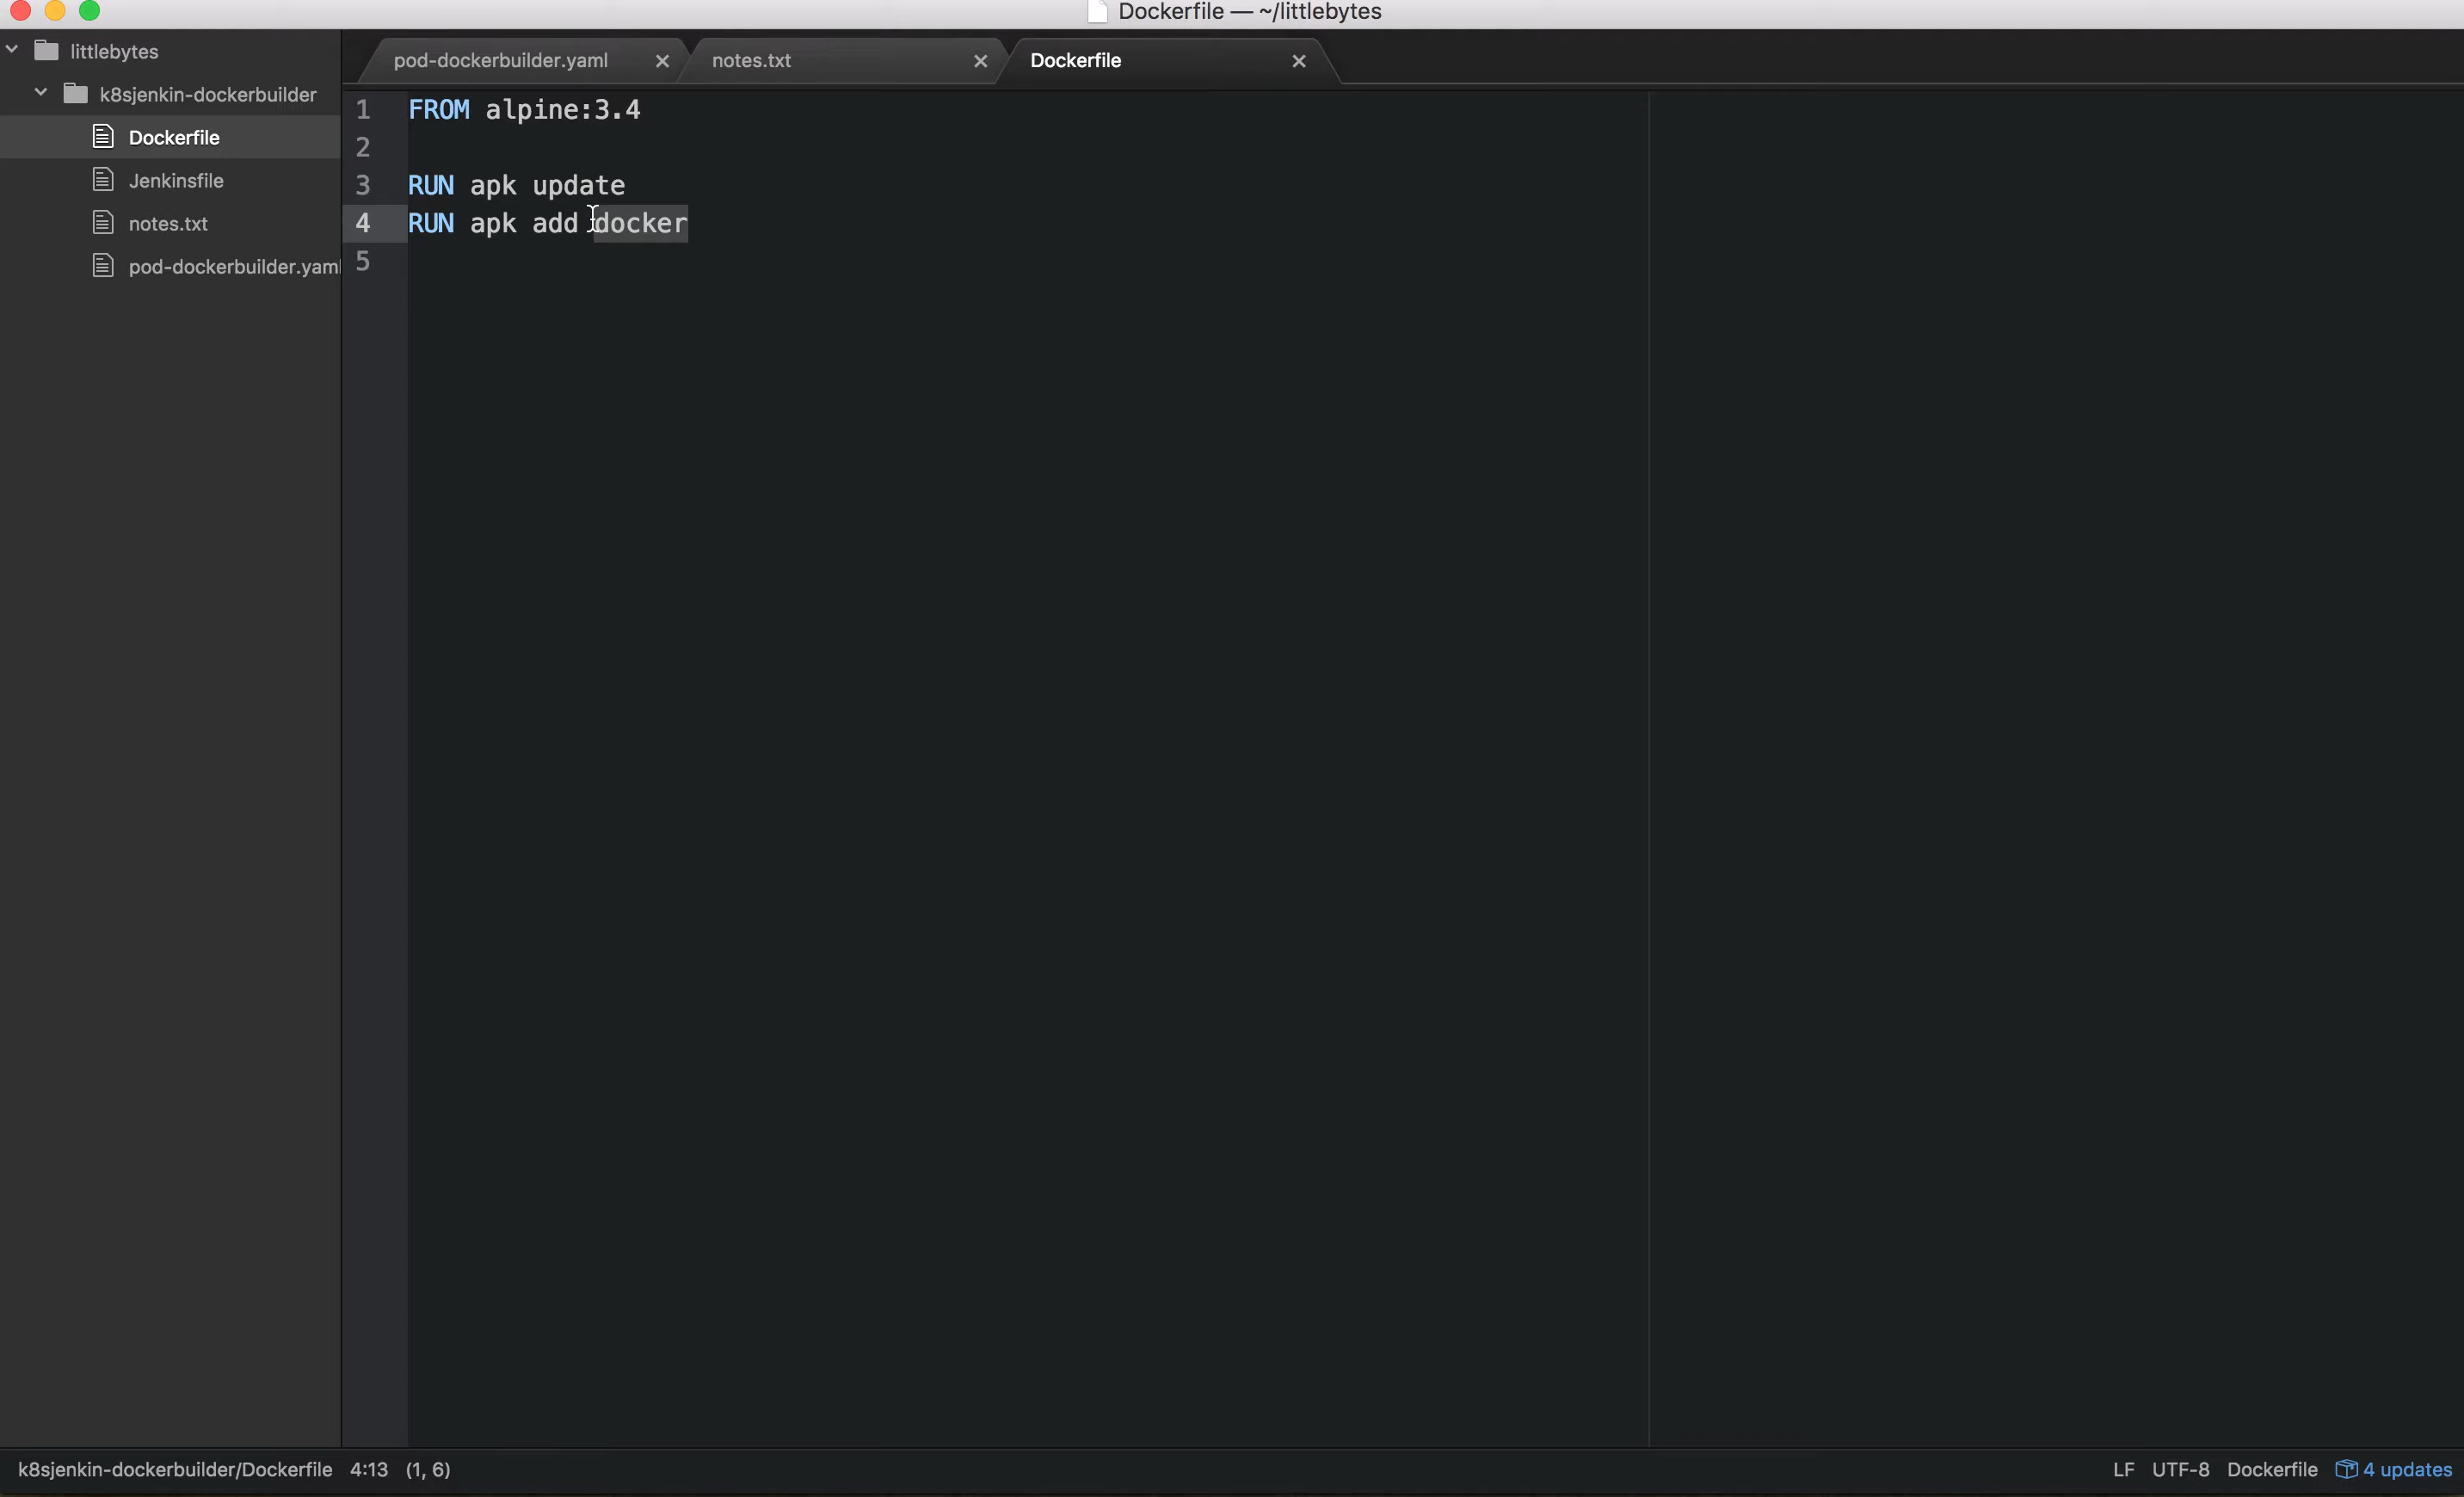 Dockerfile — ~/littlebytes
littlebytes
k8sjenkin-dockerbuilder
Dockerfile
Jenkinsfile
notes.txt
pod-dockerbuilder.yaml
pod-dockerbuilder.yaml
notes.txt
Dockerfile
1 FROM alpine:3.4
2
3 RUN apk update
4 RUN apk add docker
5
k8sjenkin-dockerbuilder/Dockerfile 4:13 (1, 6)
LF UTF-8 Dockerfile 4 updates